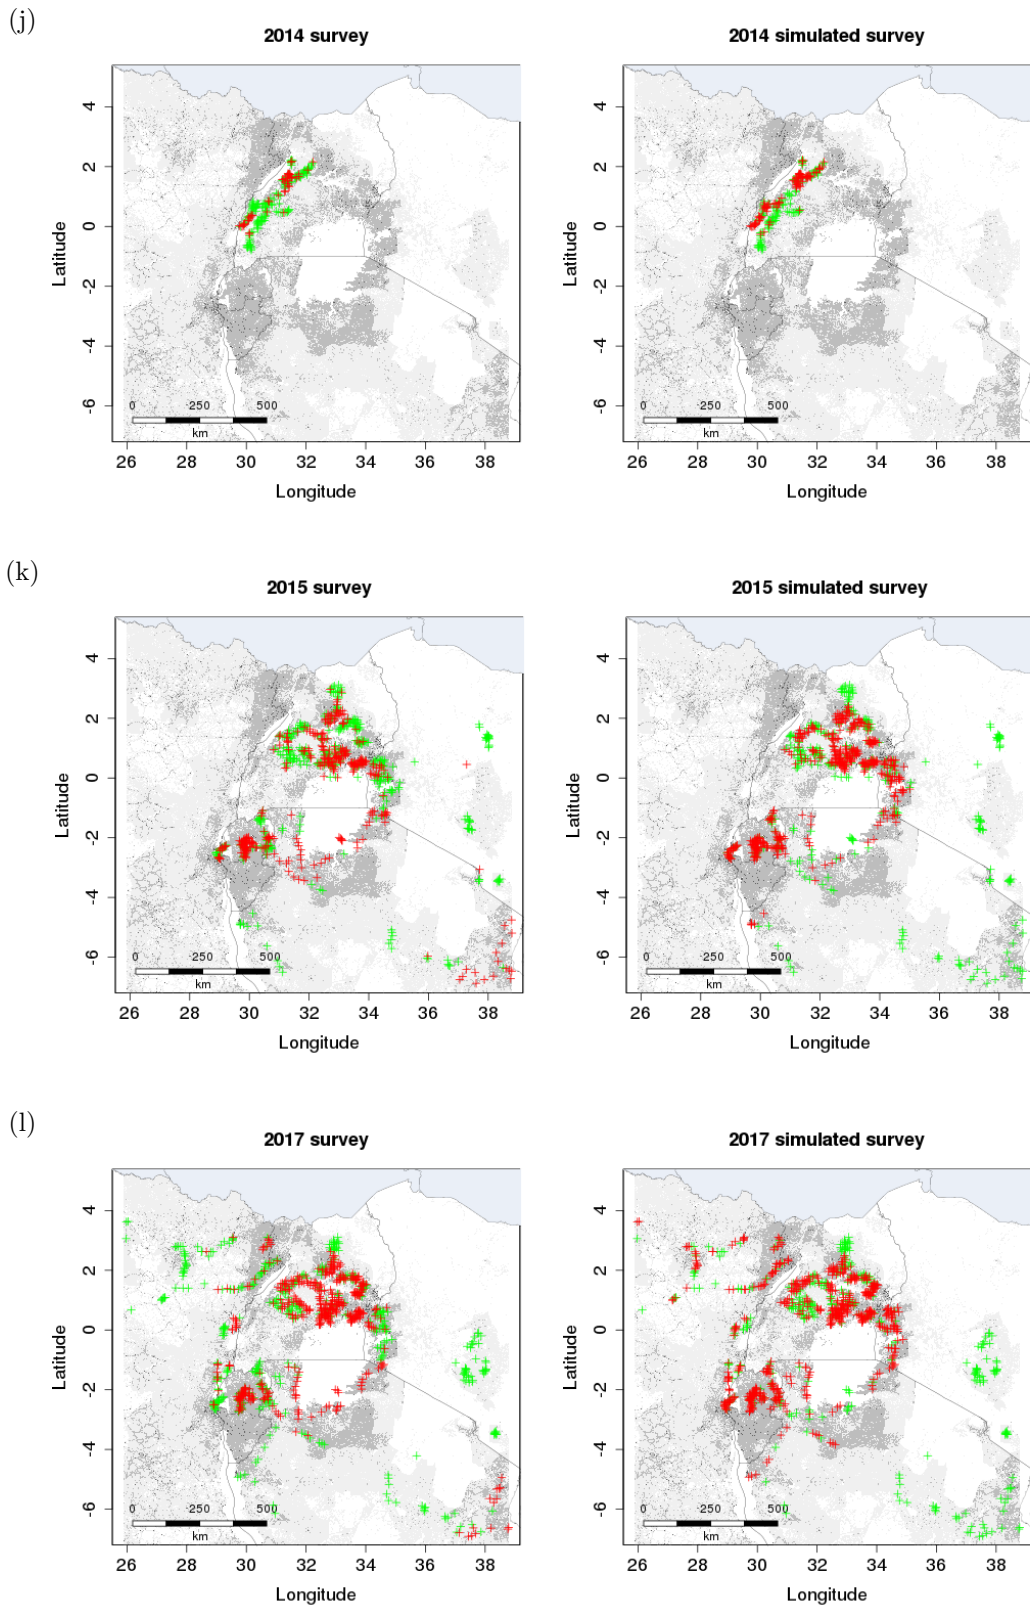 (j)
2014 survey
2014 simulated survey
4
2
0
-2
-4
-6
Latitude
0 250 500
km
26 28 30 32 34 36 38
Longitude
4
2
0
-2
-4
-6
Latitude
0 250 500
km
26 28 30 32 34 36 38
Longitude
(k)
2015 survey
2015 simulated survey
4
2
0
-2
-4
-6
Latitude
0 250 500
km
26 28 30 32 34 36 38
Longitude
4
2
0
-2
-4
-6
Latitude
0 250 500
km
26 28 30 32 34 36 38
Longitude
(l)
2017 survey
2017 simulated survey
4
2
0
-2
-4
-6
Latitude
0 250 500
km
26 28 30 32 34 36 38
Longitude
4
2
0
-2
-4
-6
Latitude
0 250 500
km
26 28 30 32 34 36 38
Longitude